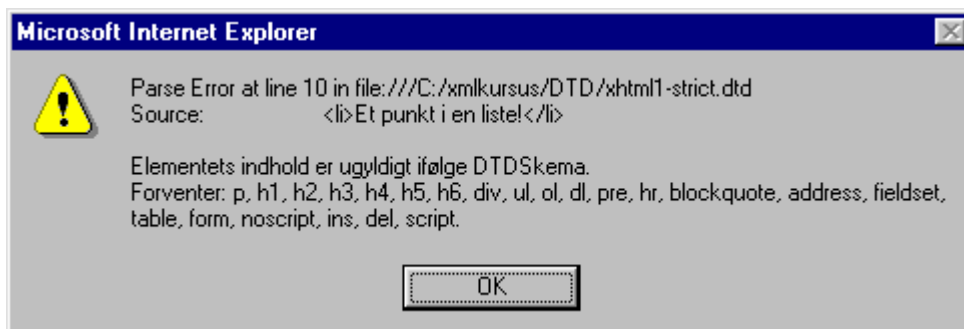 Microsoft Internet Explorer
Parse Error at line 10 in file:///C:/xmlkursus/DTD/xhtml1-strict.dtd
Source: <li>Et punkt i en liste!</li>
Elementets indhold er ugyldigt ifølge DTDSkema.
Forventer: p, h1, h2, h3, h4, h5, h6, div, ul, ol, dl, pre, hr, blockquote, address, fieldset,
table, form, noscript, ins, del, script.
OK